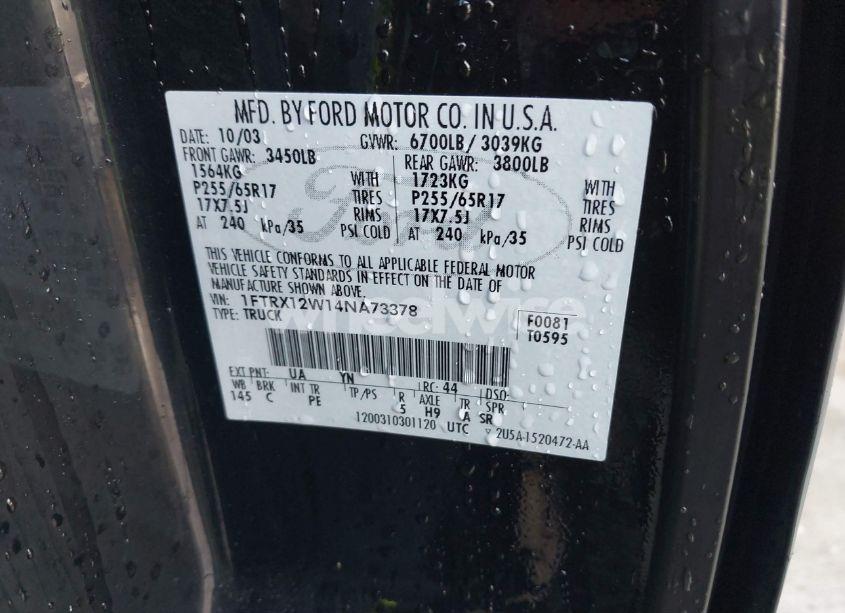 MFD. BY FORD MOTOR CO. IN U.S.A.
DATE: 10/03 GVWR: 6700LB/ 3039KG
FRONT GAWR: 3450LB REAR GAWR: 3800LB
1564KG WITH 1723KG WITH
P255/65R17 TIRES P255/65R17 TIRES
17X7.5J RIMS 17X7.5J RIMS
AT 240 kPa/35 PSI COLD AT 240 kPa/35 PSI COLD
Ford
THIS VEHICLE CONFORMS TO ALL APPLICABLE FEDERAL MOTOR
VEHICLE SAFETY STANDARDS IN EFFECT ON THE DATE OF
MANUFACTURE SHOWN ABOVE.
VIN: 1FTRX12W14NA73378 F0081
TYPE: TRUCK T0595
wheelwise
EXT PNT: UA YN RC: 44 DSO:
WB BRK INT TR TP/PS R AXLE TR SPR
145 C PE 5 H9 A SR
1200310301120 UTC ▽ 2U5A-1520472-AA